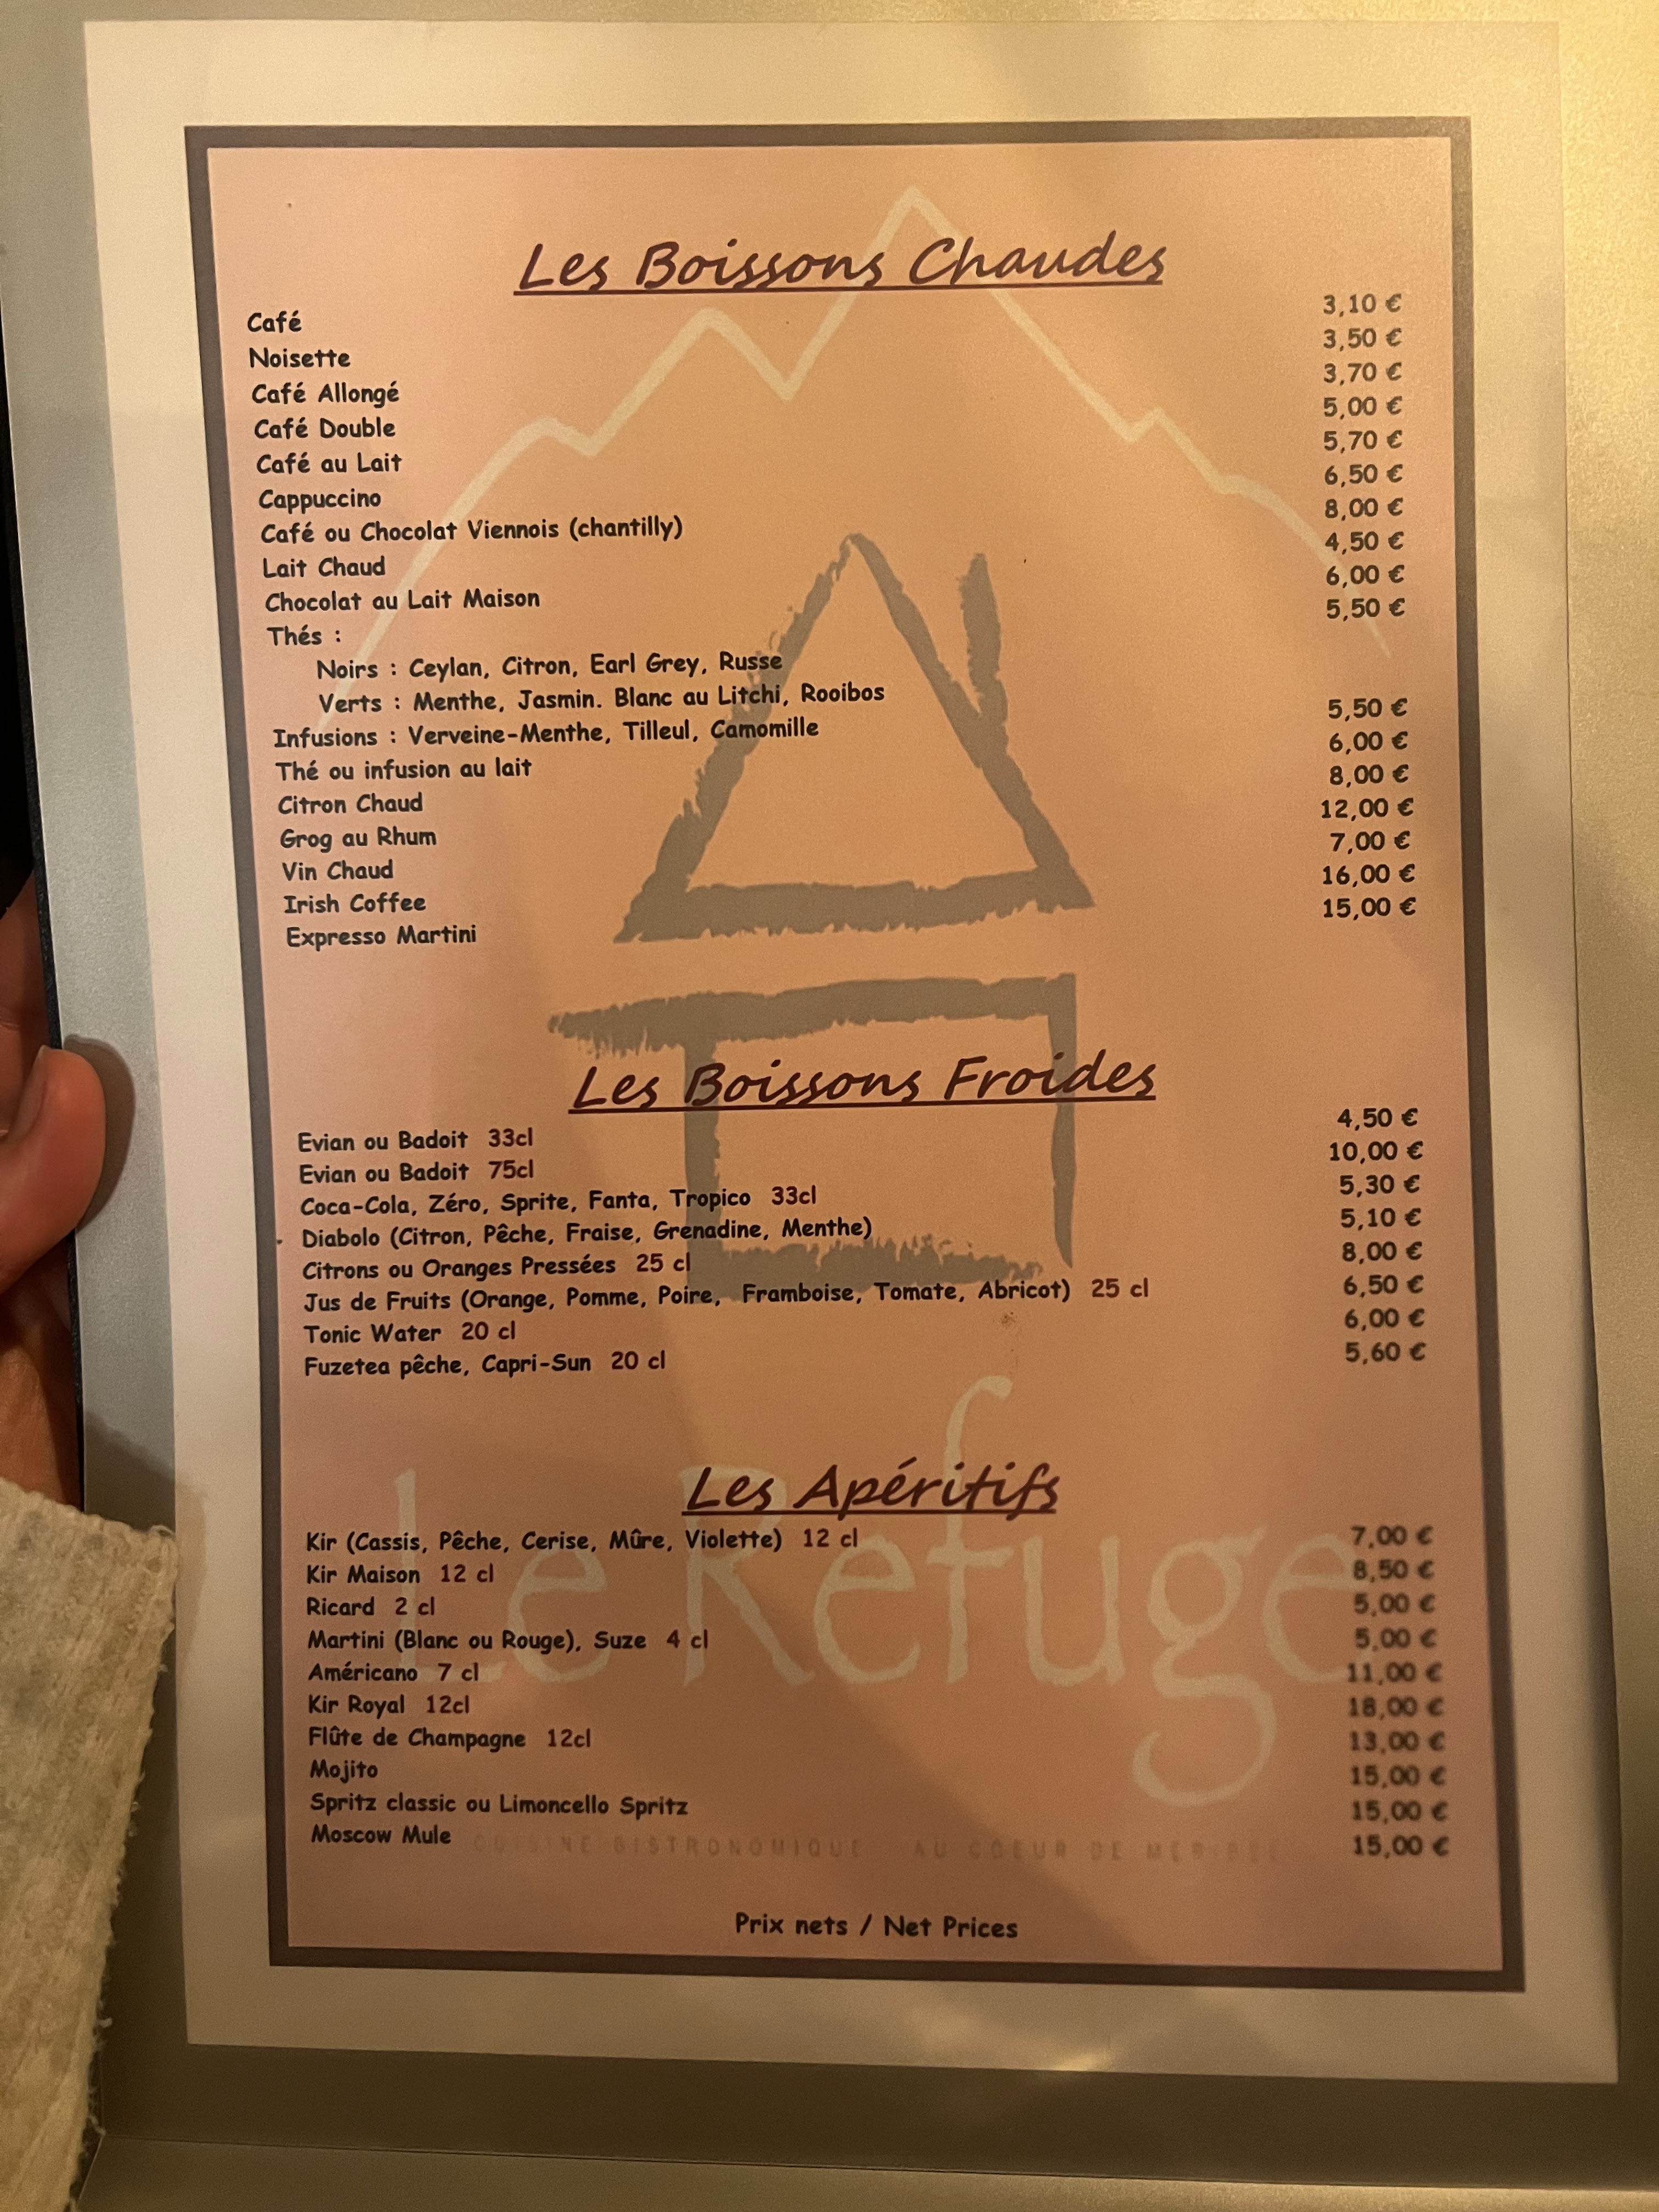 Les Boissons Chaudes
Café 3,10 €
Noisette 3,50 €
Café Allongé 3,70 €
Café Double 5,00 €
Café au Lait 5,70 €
Cappuccino 6,50 €
Café ou Chocolat Viennois (chantilly) 8,00 €
Lait Chaud 4,50 €
Chocolat au Lait Maison 6,00 €
Thés : 5,50 €
Noirs : Ceylan, Citron, Earl Grey, Russe
Verts : Menthe, Jasmin. Blanc au Litchi, Rooibos
Infusions : Verveine-Menthe, Tilleul, Camomille 5,50 €
Thé ou infusion au lait 6,00 €
Citron Chaud 8,00 €
Grog au Rhum 12,00 €
Vin Chaud 7,00 €
Irish Coffee 16,00 €
Expresso Martini 15,00 €
Les Boissons Froides
Evian ou Badoit 33cl 4,50 €
Evian ou Badoit 75cl 10,00 €
Coca-Cola, Zéro, Sprite, Fanta, Tropico 33cl 5,30 €
Diabolo (Citron, Pêche, Fraise, Grenadine, Menthe) 5,10 €
Citrons ou Oranges Pressées 25 cl 8,00 €
Jus de Fruits (Orange, Pomme, Poire, Framboise, Tomate, Abricot) 25 cl 6,50 €
Tonic Water 20 cl 6,00 €
Fuzetea pêche, Capri-Sun 20 cl 5,60 €
Les Apéritifs
Kir (Cassis, Pêche, Cerise, Mûre, Violette) 12 cl 7,00 €
Kir Maison 12 cl 8,50 €
Ricard 2 cl 5,00 €
Martini (Blanc ou Rouge), Suze 4 cl 5,00 €
Américano 7 cl 11,00 €
Kir Royal 12cl 18,00 €
Flûte de Champagne 12cl 13,00 €
Mojito 15,00 €
Spritz classic ou Limoncello Spritz 15,00 €
Moscow Mule 15,00 €
Le Refuge
CUISINE BISTRONOMIQUE AU COEUR DE
Prix nets / Net Prices